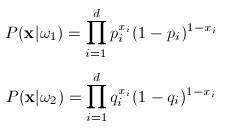 P(x|ω₁) = ∏_{i=1}^{d} p_i^{x_i} (1 − p_i)^{1−x_i}
P(x|ω₂) = ∏_{i=1}^{d} q_i^{x_i} (1 − q_i)^{1−x_i}